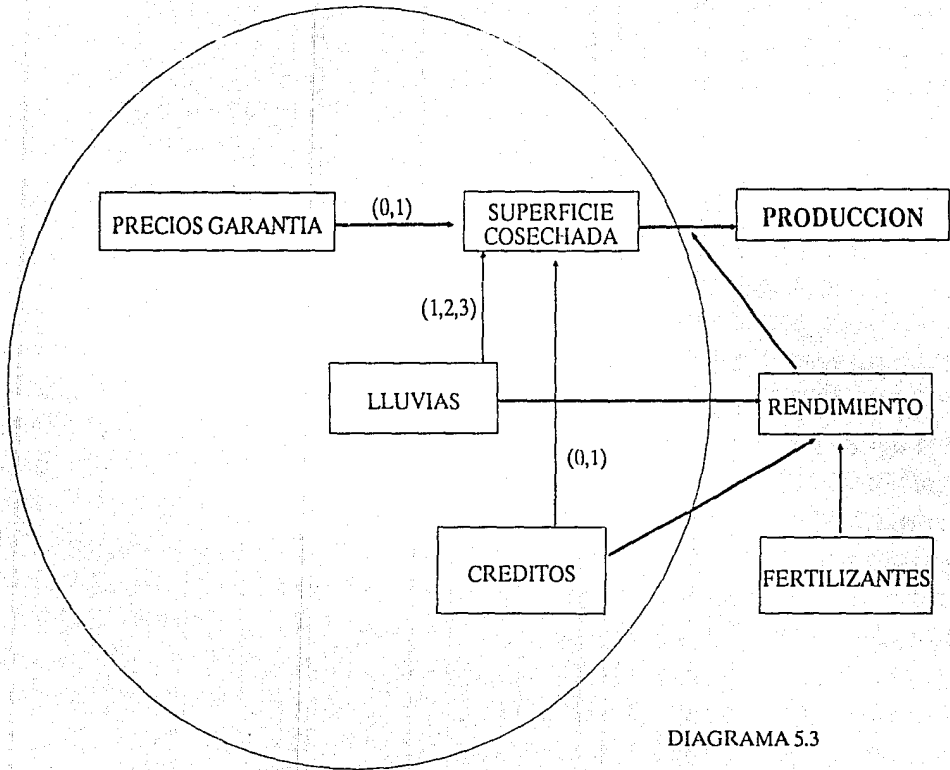 PRECIOS GARANTIA
(0,1)
SUPERFICIE
COSECHADA
PRODUCCION
(1,2,3)
LLUVIAS
RENDIMIENTO
(0,1)
CREDITOS
FERTILIZANTES
DIAGRAMA 5.3